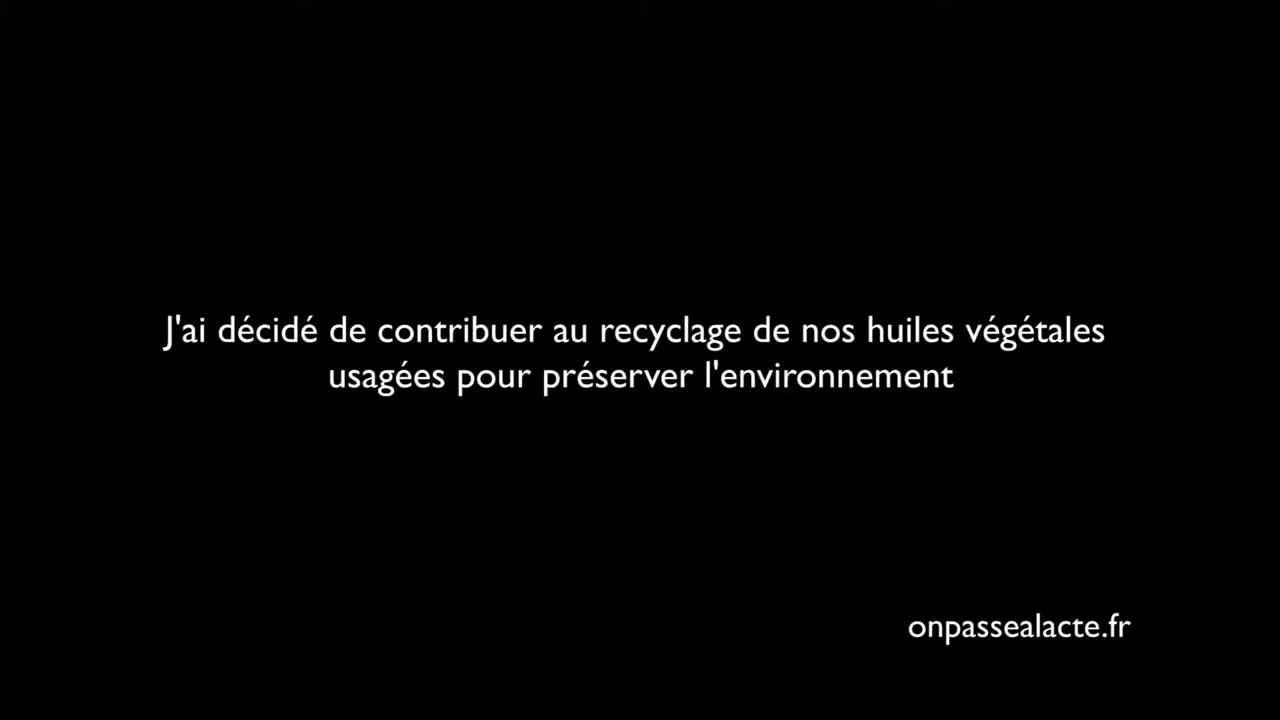 J'ai décidé de contribuer au recyclage de nos huiles végétales
usagées pour préserver l'environnement
onpassealacte.fr